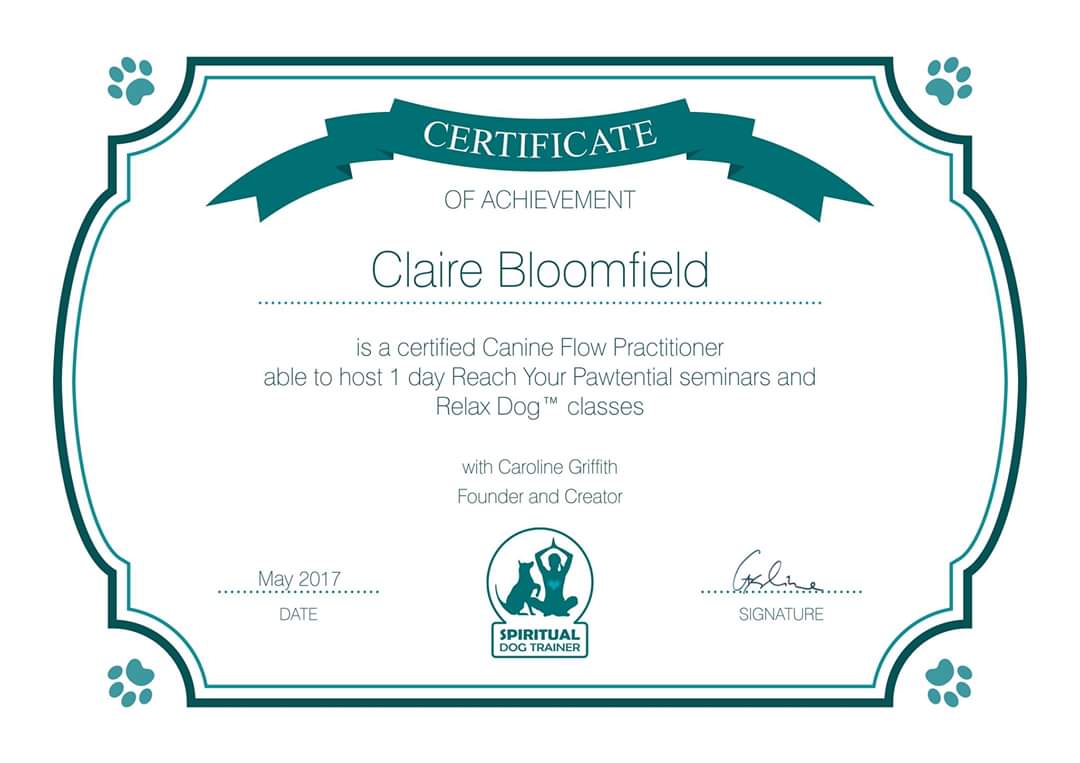 CERTIFICATE
OF ACHIEVEMENT
Claire Bloomfield
is a certified Canine Flow Practitioner
able to host 1 day Reach Your Pawtential seminars and
Relax Dog™ classes
with Caroline Griffith
Founder and Creator
May 2017
DATE
SPIRITUAL
DOG TRAINER
Caroline
SIGNATURE